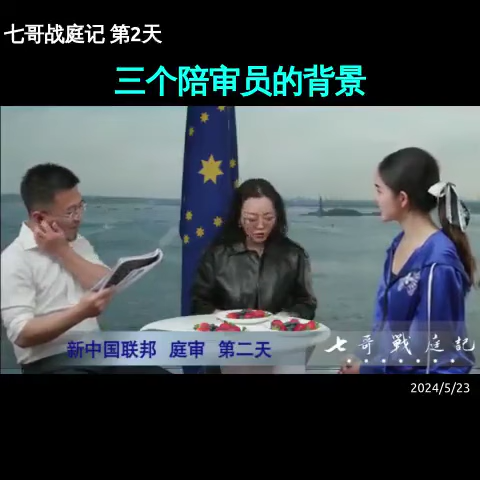 七哥战庭记 第2天
三个陪审员的背景
新中国联邦 庭审 第二天
七哥戰庭記
2024/5/23